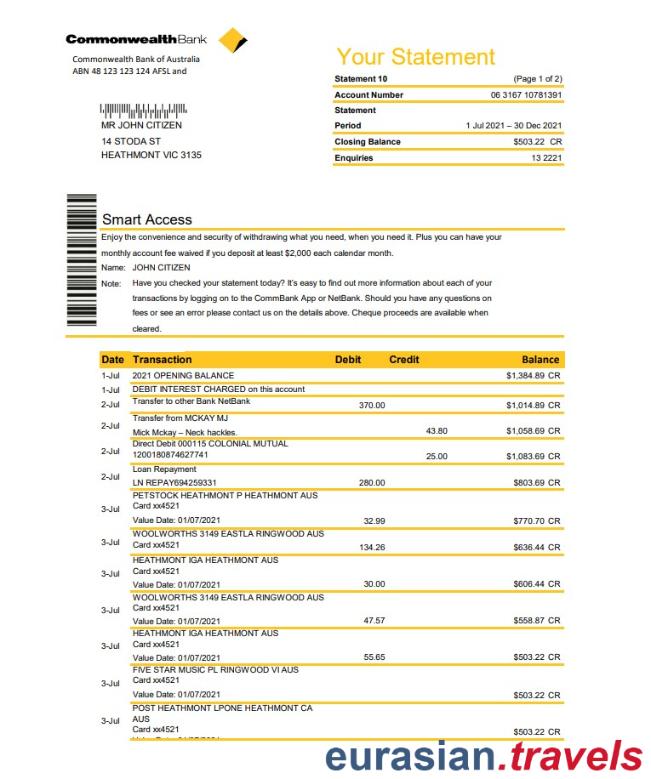 CommonwealthBank
Commonwealth Bank of Australia
ABN 48 123 123 124 AFSL and
MR JOHN CITIZEN
14 STODA ST
HEATHMONT VIC 3135
Your Statement
Statement 10 (Page 1 of 2)
Account Number 06 3167 10781391
Statement
Period 1 Jul 2021 – 30 Dec 2021
Closing Balance $503.22 CR
Enquiries 13 2221
Smart Access
Enjoy the convenience and security of withdrawing what you need, when you need it. Plus you can have your
monthly account fee waived if you deposit at least $2,000 each calendar month.
Name: JOHN CITIZEN
Note: Have you checked your statement today? It's easy to find out more information about each of your
transactions by logging on to the CommBank App or NetBank. Should you have any questions on
fees or see an error please contact us on the details above. Cheque proceeds are available when
cleared.
Date Transaction Debit Credit Balance
1-Jul 2021 OPENING BALANCE $1,384.89 CR
1-Jul DEBIT INTEREST CHARGED on this account
2-Jul Transfer to other Bank NetBank 370.00 $1,014.89 CR
2-Jul Transfer from MCKAY MJ
Mick Mckay – Neck hackles. 43.80 $1,058.69 CR
2-Jul Direct Debit 000115 COLONIAL MUTUAL
1200180874627741 25.00 $1,083.69 CR
2-Jul Loan Repayment
LN REPAY694259331 280.00 $803.69 CR
3-Jul PETSTOCK HEATHMONT P HEATHMONT AUS
Card xx4521
Value Date: 01/07/2021 32.99 $770.70 CR
3-Jul WOOLWORTHS 3149 EASTLA RINGWOOD AUS
Card xx4521 134.26 $636.44 CR
3-Jul HEATHMONT IGA HEATHMONT AUS
Card xx4521
Value Date: 01/07/2021 30.00 $606.44 CR
3-Jul WOOLWORTHS 3149 EASTLA RINGWOOD AUS
Card xx4521
Value Date: 01/07/2021 47.57 $558.87 CR
3-Jul HEATHMONT IGA HEATHMONT AUS
Card xx4521
Value Date: 01/07/2021 55.65 $503.22 CR
3-Jul FIVE STAR MUSIC PL RINGWOOD VI AUS
Card xx4521
Value Date: 01/07/2021 $503.22 CR
3-Jul POST HEATHMONT LPONE HEATHMONT CA
AUS
Card xx4521 $503.22 CR
eurasian.travels